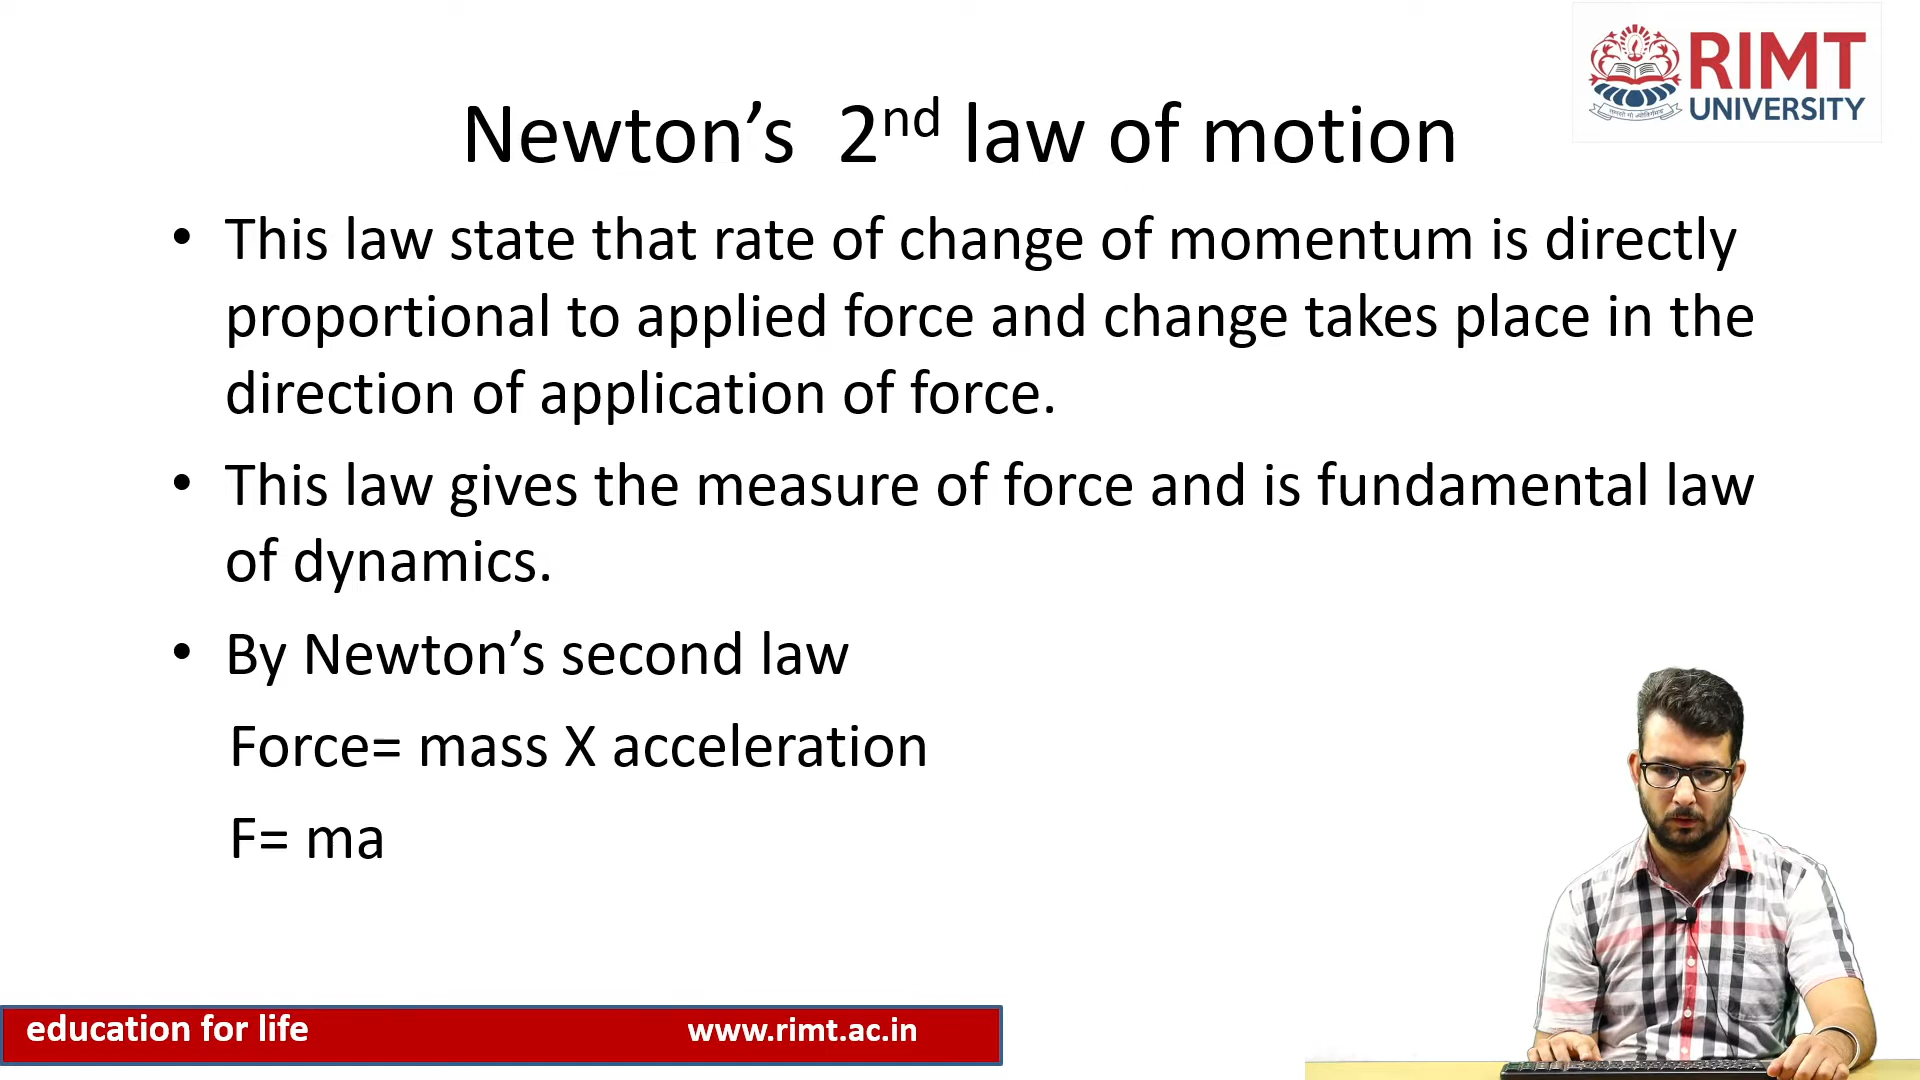 RIMT
UNIVERSITY
Newton’s 2nd law of motion
• This law state that rate of change of momentum is directly
proportional to applied force and change takes place in the
direction of application of force.
• This law gives the measure of force and is fundamental law
of dynamics.
• By Newton’s second law
Force= mass X acceleration
F= ma
education for life www.rimt.ac.in